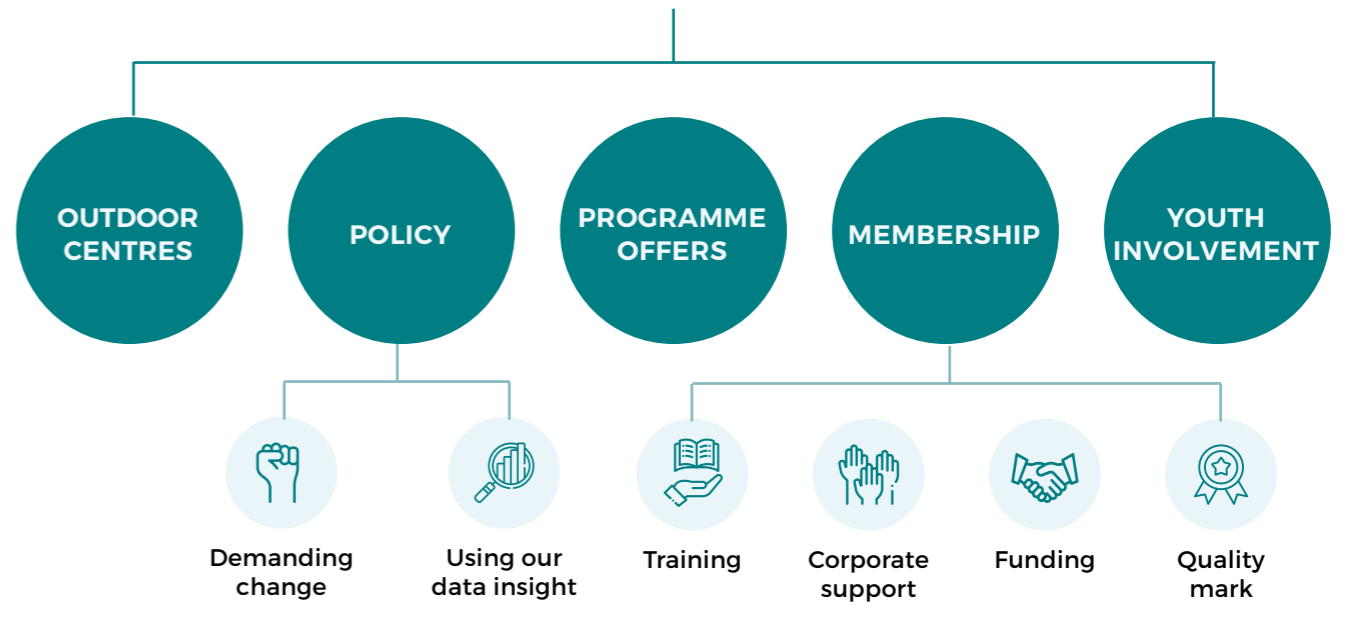 OUTDOOR
CENTRES
POLICY
PROGRAMME
OFFERS
MEMBERSHIP
YOUTH
INVOLVEMENT
Demanding
change
Using our
data insight
Training
Corporate
support
Funding
Quality
mark